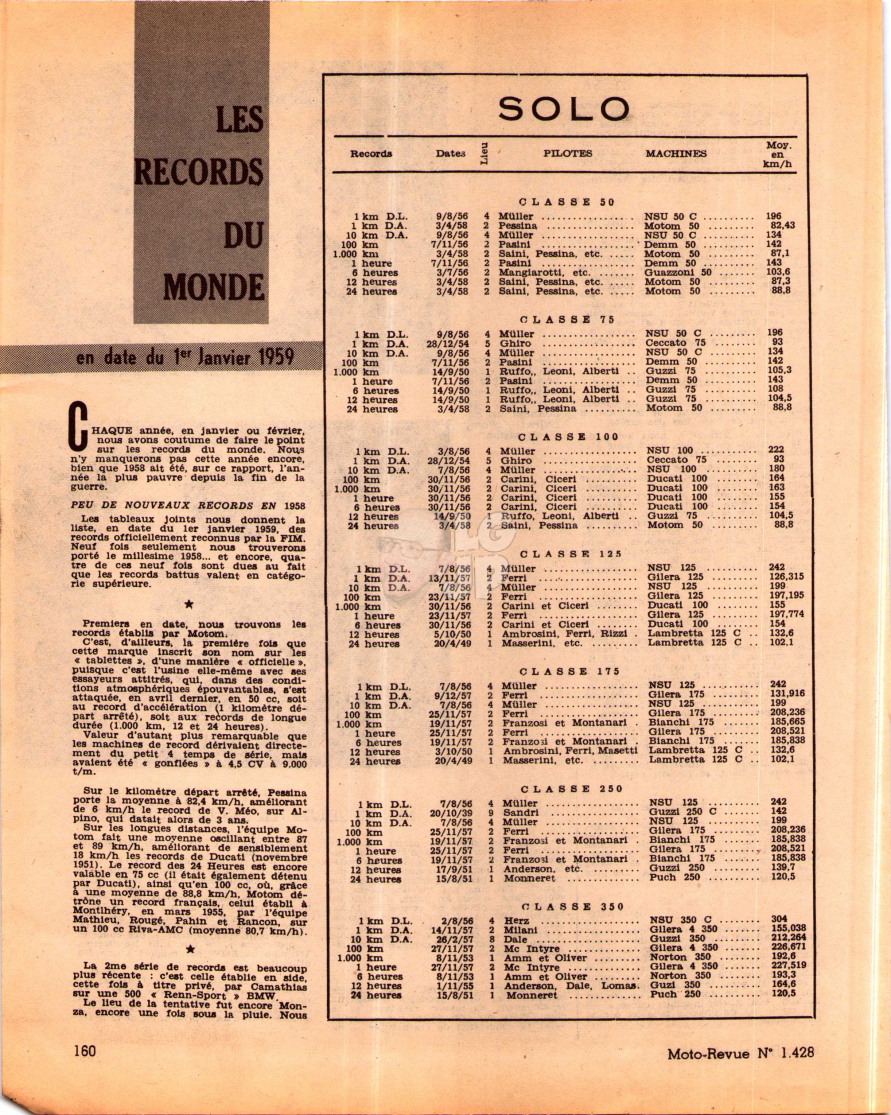 LES
RECORDS
DU
MONDE
en date du 1er Janvier 1959
CHAQUE année, en janvier ou février,
nous avons coutume de faire le point
sur les records du monde. Nous
n'y manquerons pas cette année encore,
bien que 1958 ait été, sur ce rapport, l'an-
née la plus pauvre depuis la fin de la
guerre.
PEU DE NOUVEAUX RECORDS EN 1958
Les tableaux joints nous donnent la
liste, en date du 1er janvier 1959, des
records officiellement reconnus par la FIM.
Neuf fois seulement nous trouverons
porté le millesime 1958... et encore, qua-
tre de ces neuf fois sont dues au fait
que les records battus valent en catégo-
rie supérieure.
★
Premiers en date, nous trouvons les
records établis par Motom.
C'est, d'ailleurs, la première fois que
cette marque inscrit son nom sur les
« tablettes », d'une manière « officielle »,
puisque c'est l'usine elle-même avec ses
essayeurs attitrés, qui, dans des condi-
tions atmosphériques épouvantables, s'est
attaquée, en avril dernier, en 50 cc, soit
au record d'accélération (1 kilomètre dé-
part arrêté), soit aux records de longue
durée (1.000 km, 12 et 24 heures).
Valeur d'autant plus remarquable que
les machines de record dérivaient directe-
ment du petit 4 temps de série, mais
avaient été « gonflées » à 4,5 CV à 9.000
t/m.
Sur le kilomètre départ arrêté, Pessina
porte la moyenne à 82,4 km/h, améliorant
de 6 km/h le record de V. Méo, sur Al-
pino, qui datait alors de 3 ans.
Sur les longues distances, l'équipe Mo-
tom fait une moyenne oscillant entre 87
et 89 km/h, améliorant de sensiblement
18 km/h les records de Ducati (novembre
1951). Le record des 24 Heures est encore
valable en 75 cc (il était également détenu
par Ducati), ainsi qu'en 100 cc, où, grâce
à une moyenne de 88,8 km/h, Motom dé-
trône un record français, celui établi à
Montlhéry, en mars 1955, par l'équipe
Mathieu, Rougé, Pahin et Rancon, sur
un 100 cc Riva-AMC (moyenne 80,7 km/h).
★
La 2me série de records est beaucoup
plus récente : c'est celle établie en side,
cette fois à titre privé, par Camathias
sur une 500 « Renn-Sport » BMW.
Le lieu de la tentative fut encore Mon-
za, encore une fois sous la pluie. Nous
SOLO
Records Dates Lieu PILOTES MACHINES Moy. en km/h
CLASSE 50
1 km D.L. 9/8/56 4 Müller NSU 50 C 196
1 km D.A. 3/4/58 2 Pessina Motom 50 82,43
10 km D.A. 9/8/56 4 Müller NSU 50 C 134
100 km 7/11/56 2 Pasini Demm 50 142
1.000 km 3/4/58 2 Saini, Pessina, etc. Motom 50 87,1
1 heure 7/11/56 2 Pasini Demm 50 143
6 heures 3/7/56 2 Mangiarotti, etc. Guazzoni 50 103,6
12 heures 3/4/58 2 Saini, Pessina, etc. Motom 50 87,3
24 heures 3/4/58 2 Saini, Pessina, etc. Motom 50 88,8
CLASSE 75
1 km D.L. 9/8/56 4 Müller NSU 50 C 196
1 km D.A. 28/12/54 5 Ghiro Ceccato 75 93
10 km D.A. 9/8/56 4 Müller NSU 50 C 134
100 km 7/11/56 2 Pasini Demm 50 142
1.000 km 14/9/50 1 Ruffo,, Leoni, Alberti Guzzi 75 105,3
1 heure 7/11/56 2 Pasini Demm 50 143
6 heures 14/9/50 1 Ruffo,, Leoni, Alberti Guzzi 75 108
12 heures 14/9/50 1 Ruffo,, Leoni, Alberti Guzzi 75 104,5
24 heures 3/4/58 2 Saini, Pessina Motom 50 88,8
CLASSE 100
1 km D.L. 3/8/56 4 Müller NSU 100 222
1 km D.A. 28/12/54 5 Ghiro Ceccato 75 93
10 km D.A. 7/8/56 4 Müller NSU 100 180
100 km 30/11/56 2 Carini, Ciceri Ducati 100 164
1.000 km 30/11/56 2 Carini, Ciceri Ducati 100 163
1 heure 30/11/56 2 Carini, Ciceri Ducati 100 155
6 heures 30/11/56 2 Carini, Ciceri Ducati 100 154
12 heures 14/9/50 1 Ruffo, Leoni, Alberti Guzzi 75 104,5
24 heures 3/4/58 2 Saini, Pessina Motom 50 88,8
CLASSE 125
1 km D.L. 7/8/56 4 Müller NSU 125 242
1 km D.A. 13/11/57 2 Ferri Gilera 125 126,315
10 km D.A. 7/8/56 4 Müller NSU 125 199
100 km 23/11/57 2 Ferri Gilera 125 197,195
1.000 km 30/11/56 2 Carini et Ciceri Ducati 100 155
1 heure 23/11/57 2 Ferri Gilera 125 197,774
6 heures 30/11/56 2 Carini et Ciceri Ducati 100 154
12 heures 5/10/50 1 Ambrosini, Ferri, Rizzi Lambretta 125 C 132,6
24 heures 20/4/49 1 Masserini, etc. Lambretta 125 C 102,1
CLASSE 175
1 km D.L. 7/8/56 4 Müller NSU 125 242
1 km D.A. 9/12/57 2 Ferri Gilera 175 131,916
10 km D.A. 7/8/56 4 Müller NSU 125 199
100 km 25/11/57 2 Ferri Gilera 175 208,236
1.000 km 19/11/57 2 Franzosi et Montanari Bianchi 175 185,665
1 heure 25/11/57 2 Ferri Gilera 175 208,521
6 heures 19/11/57 2 Franzosi et Montanari Bianchi 175 185,838
12 heures 3/10/50 1 Ambrosini, Ferri, Masetti Lambretta 125 C 132,6
24 heures 20/4/49 1 Masserini, etc. Lambretta 125 C 102,1
CLASSE 250
1 km D.L. 7/8/56 4 Müller NSU 125 242
1 km D.A. 20/10/39 9 Sandri Guzzi 250 C 142
10 km D.A. 7/8/56 4 Müller NSU 125 199
100 km 25/11/57 2 Ferri Gilera 175 208,236
1.000 km 19/11/57 2 Franzosi et Montanari Bianchi 175 185,838
1 heure 25/11/57 2 Ferri Gilera 175 208,521
6 heures 19/11/57 2 Franzosi et Montanari Bianchi 175 185,838
12 heures 17/9/51 1 Anderson, etc. Guzzi 250 139,7
24 heures 15/8/51 1 Monneret Puch 250 120,5
CLASSE 350
1 km D.L. 2/8/56 4 Herz NSU 350 C 304
1 km D.A. 14/11/57 2 Milani Gilera 4 350 155,038
10 km D.A. 26/2/57 8 Dale Guzzi 350 212,264
100 km 27/11/57 2 Mc Intyre Gilera 4 350 226,671
1.000 km 8/11/53 1 Amm et Oliver Norton 350 192,6
1 heure 27/11/57 2 Mc Intyre Gilera 4 350 227,519
6 heures 8/11/53 1 Amm et Oliver Norton 350 193,3
12 heures 1/11/55 1 Anderson, Dale, Lomas. Guzi 350 164,6
24 heures 15/8/51 1 Monneret Puch 250 120,5
160
Moto-Revue N° 1.428